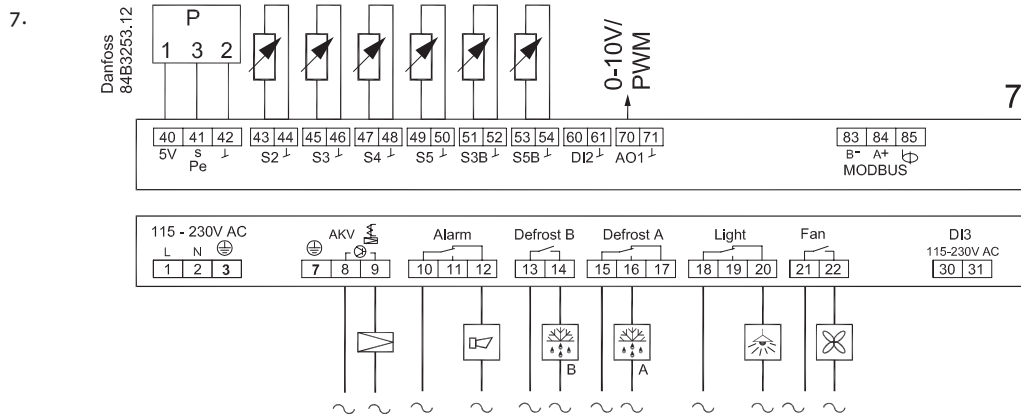 7.
Danfoss
84B3253.12
P
1 3 2
0-10V/
PWM
7
40 41 42 43 44 45 46 47 48 49 50 51 52 53 54 60 61 70 71 83 84 85
5V s S2 S3 S4 S5 S3B S5B DI2 AO1 B- A+
Pe MODBUS
115 - 230V AC AKV Alarm Defrost B Defrost A Light Fan DI3
L N 115-230V AC
1 2 3 7 8 9 10 11 12 13 14 15 16 17 18 19 20 21 22 30 31
B A